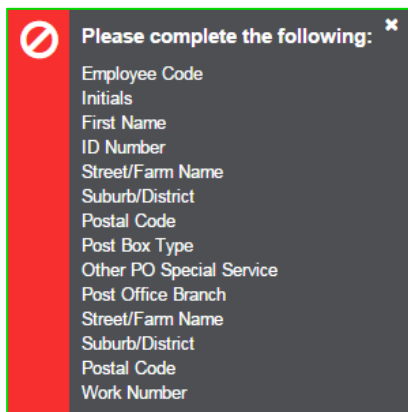 Please complete the following:
Employee Code
Initials
First Name
ID Number
Street/Farm Name
Suburb/District
Postal Code
Post Box Type
Other PO Special Service
Post Office Branch
Street/Farm Name
Suburb/District
Postal Code
Work Number